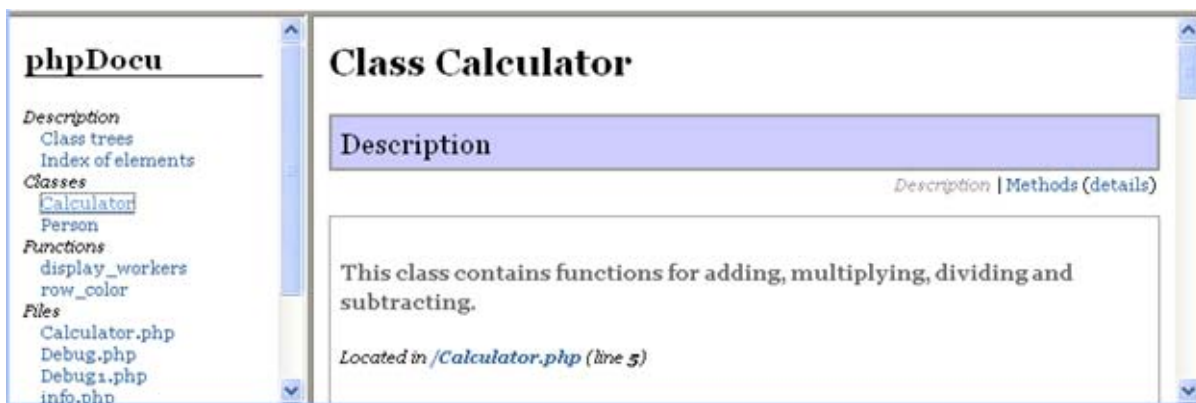 phpDocu
Description
Class trees
Index of elements
Classes
Calculator
Person
Functions
display_workers
row_color
Files
Calculator.php
Debug.php
Debug1.php
info.php
Class Calculator
Description
Description | Methods (details)
This class contains functions for adding, multiplying, dividing and
subtracting.
Located in /Calculator.php (line 5)